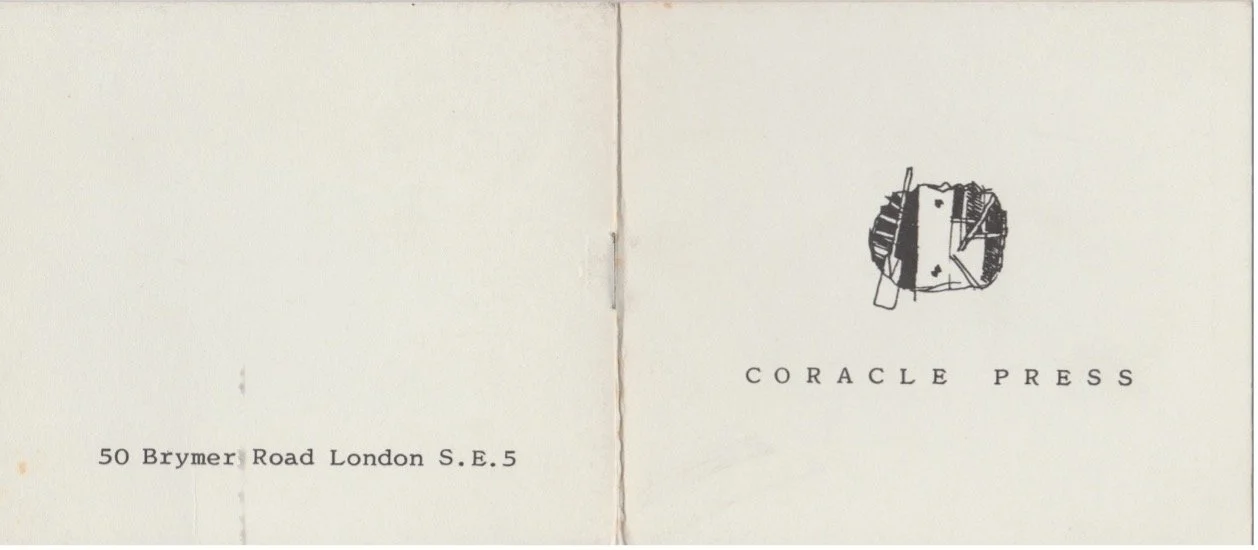 50 Brymer Road London S.E.5
CORACLE PRESS